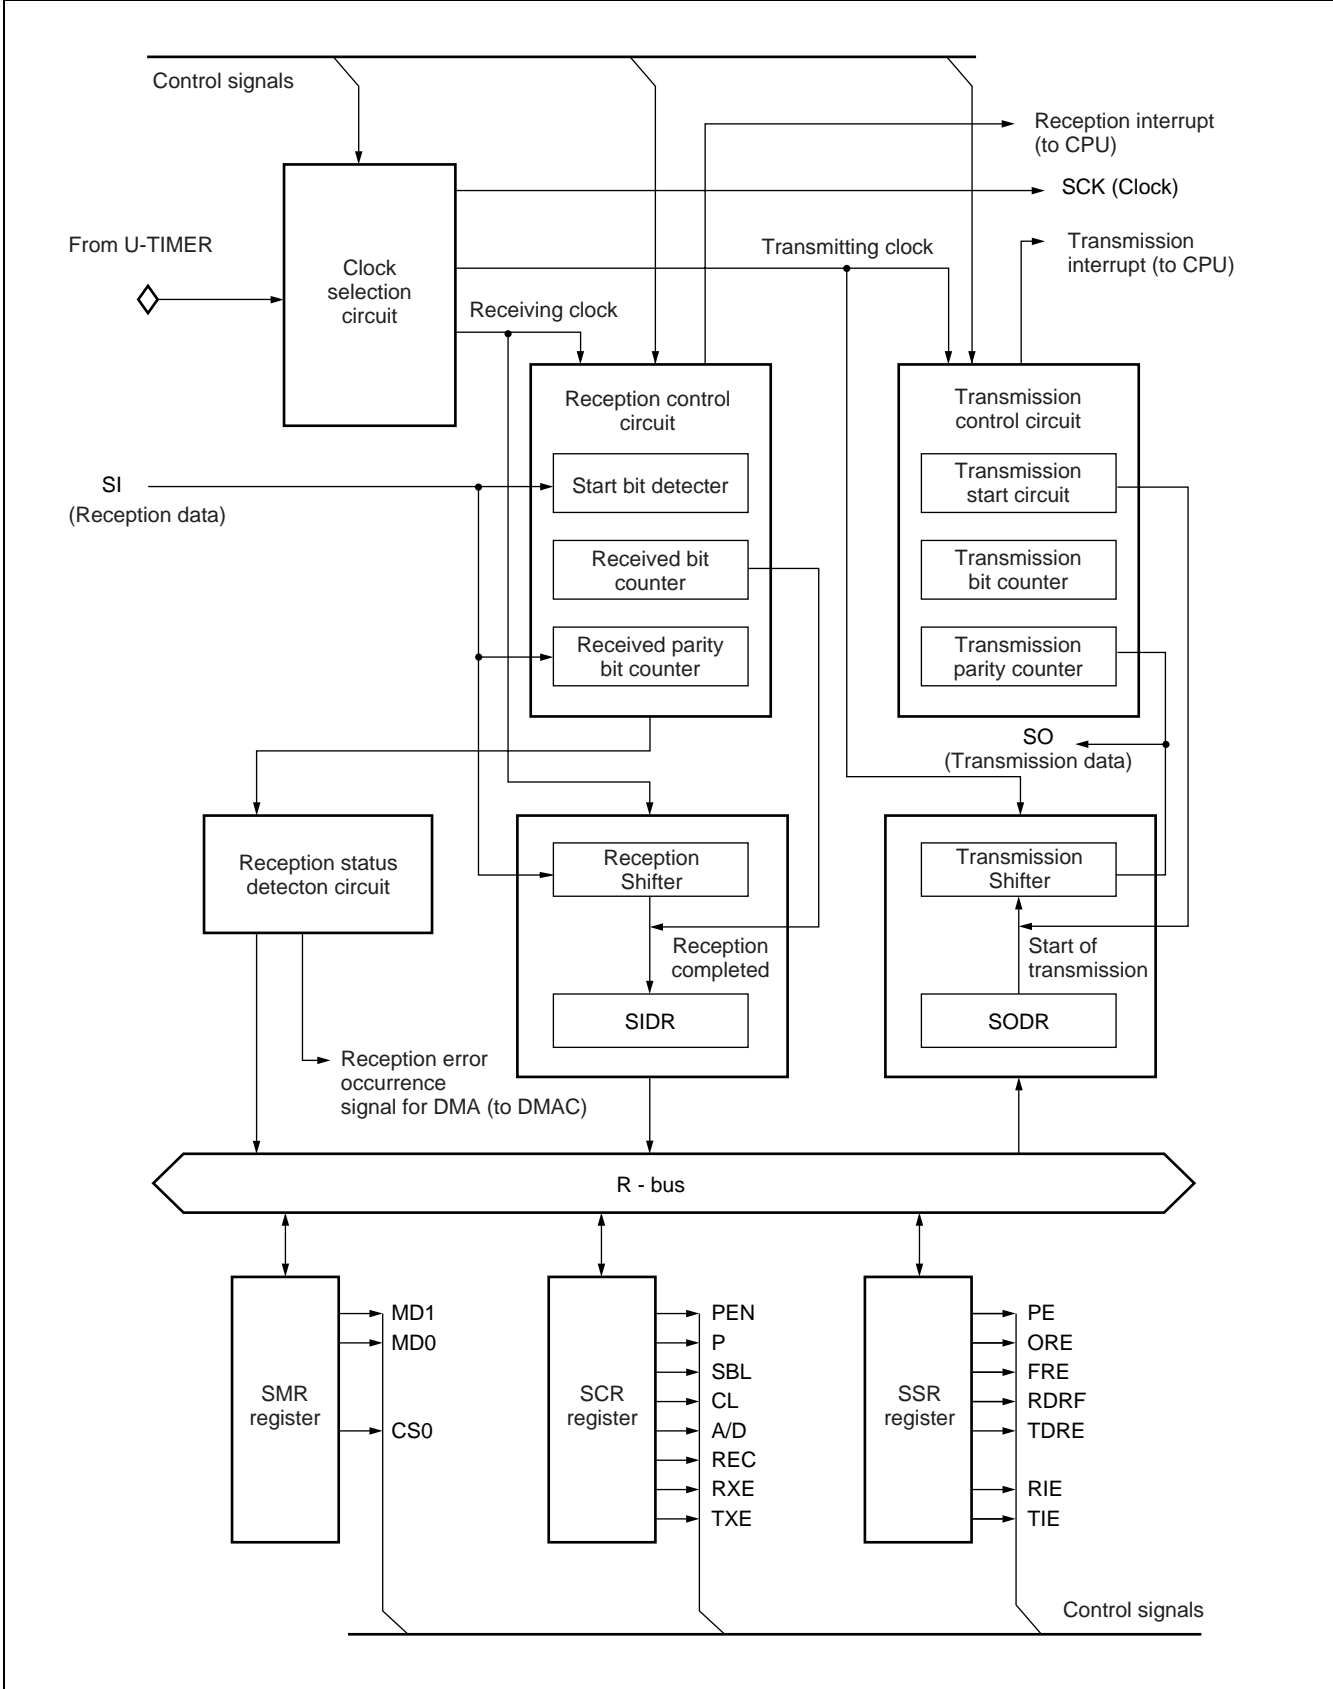 Control signals
Reception interrupt
(to CPU)
SCK (Clock)
From U-TIMER
Transmitting clock
Transmission
interrupt (to CPU)
Clock
selection
circuit
Receiving clock
Reception control
circuit
Transmission
control circuit
SI
(Reception data)
Start bit detecter
Transmission
start circuit
Received bit
counter
Transmission
bit counter
Received parity
bit counter
Transmission
parity counter
SO
(Transmission data)
Reception status
detecton circuit
Reception
Shifter
Transmission
Shifter
Reception
completed
Start of
transmission
SIDR
SODR
Reception error
occurrence
signal for DMA (to DMAC)
R - bus
SMR
register
MD1
MD0
CS0
SCR
register
PEN
P
SBL
CL
A/D
REC
RXE
TXE
SSR
register
PE
ORE
FRE
RDRF
TDRE
RIE
TIE
Control signals